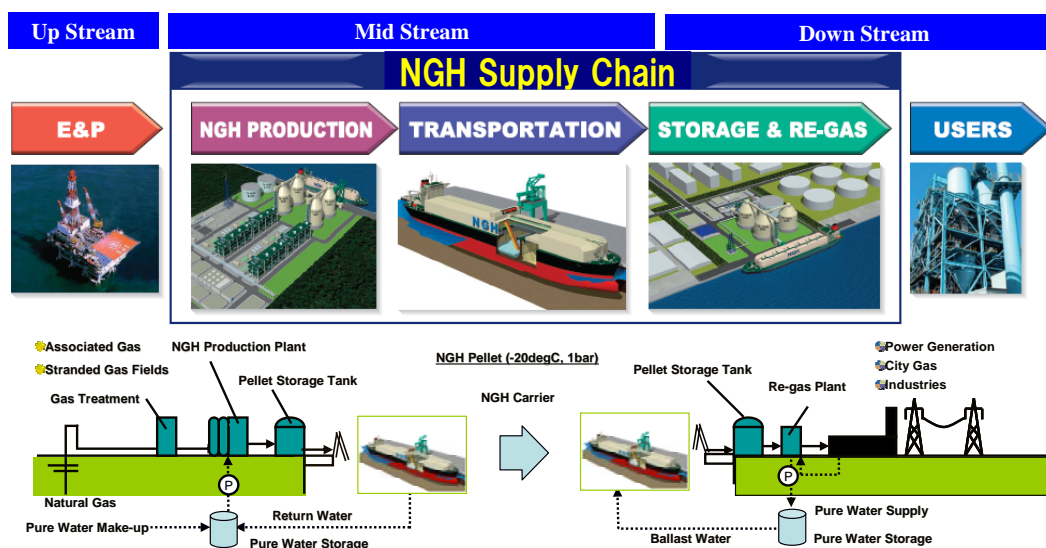 Up Stream
Mid Stream
Down Stream
NGH Supply Chain
E&P
NGH PRODUCTION
TRANSPORTATION
STORAGE & RE-GAS
USERS
NGH
Associated Gas
Stranded Gas Fields
NGH Production Plant
Gas Treatment
Pellet Storage Tank
NGH Pellet (-20degC, 1bar)
NGH Carrier
Pellet Storage Tank
Re-gas Plant
Power Generation
City Gas
Industries
P
P
Natural Gas
Pure Water Make-up
Return Water
Pure Water Storage
Ballast Water
Pure Water Supply
Pure Water Storage